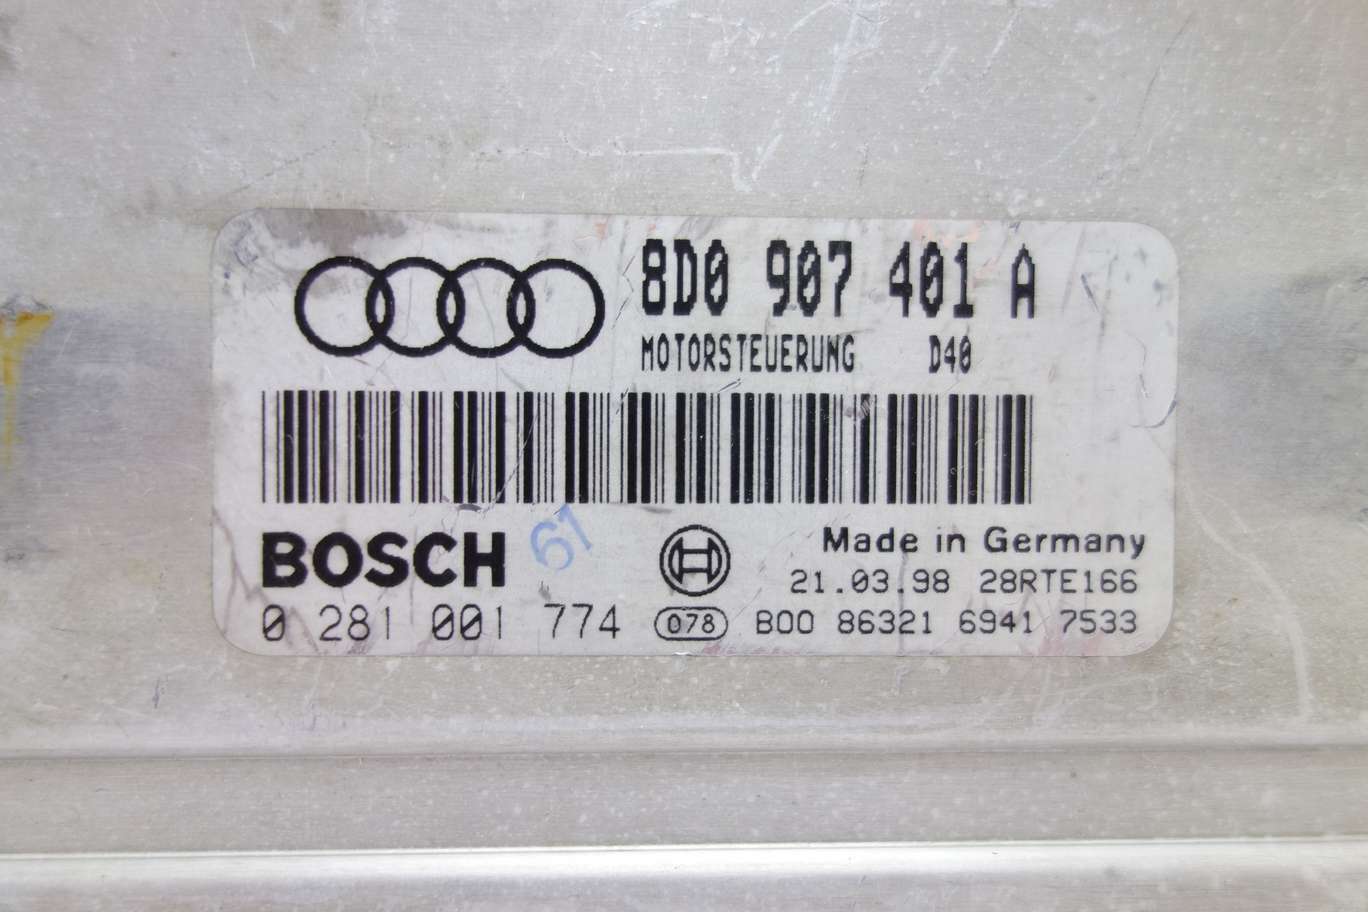 8D0 907 401 A
MOTORSTEUERUNG D40
BOSCH 61
Made in Germany
21.03.98 28RTE166
0 281 001 774 078 B00 86321 6941 7533